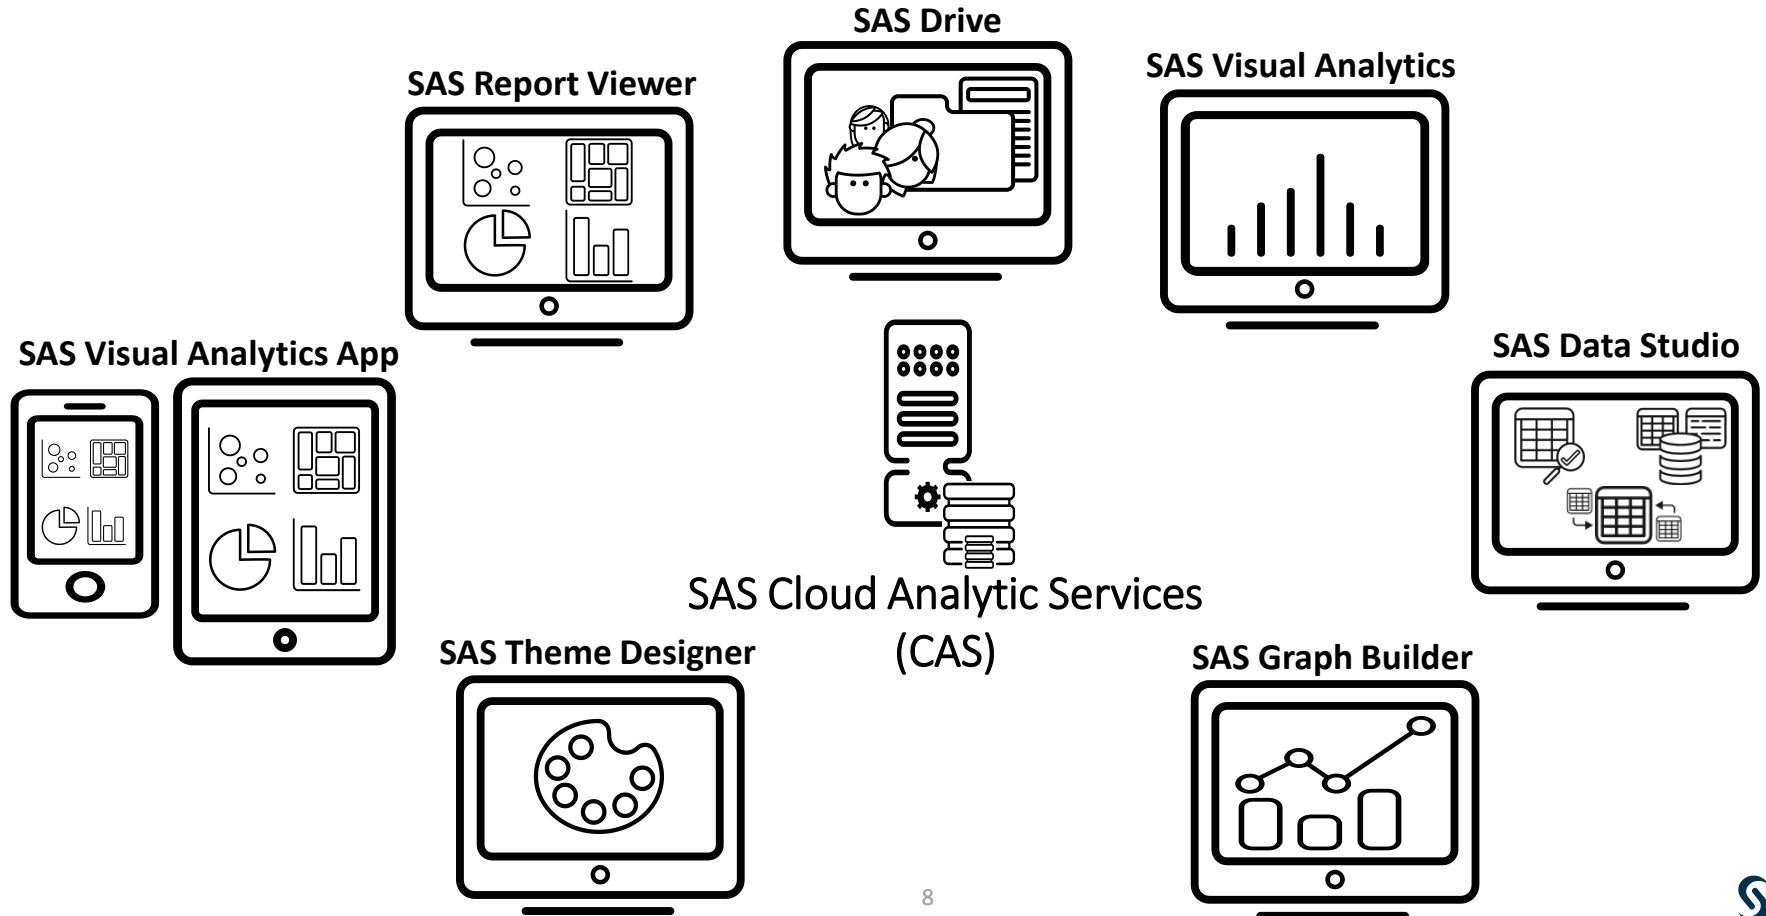 SAS Drive
SAS Report Viewer
SAS Visual Analytics
SAS Visual Analytics App
SAS Data Studio
SAS Cloud Analytic Services
(CAS)
SAS Theme Designer
SAS Graph Builder
8